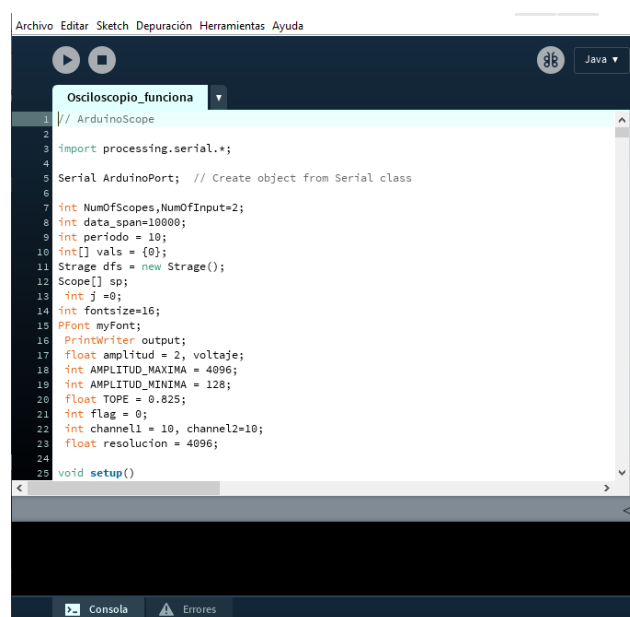 Archivo Editar Sketch Depuración Herramientas Ayuda
Java ▾
Osciloscopio_funciona ▾
1 // ArduinoScope
2
3 import processing.serial.*;
4
5 Serial ArduinoPort;  // Create object from Serial class
6
7 int NumOfScopes,NumOfInput=2;
8 int data_span=10000;
9 int periodo = 10;
10 int[] vals = {0};
11 Strage dfs = new Strage();
12 Scope[] sp;
13  int j =0;
14 int fontsize=16;
15 PFont myFont;
16  PrintWriter output;
17  float amplitud = 2, voltaje;
18  int AMPLITUD_MAXIMA = 4096;
19  int AMPLITUD_MINIMA = 128;
20  float TOPE = 0.825;
21  int flag = 0;
22  int channel1 = 10, channel2=10;
23  float resolucion = 4096;
24
25 void setup()
>_ Consola
Errores